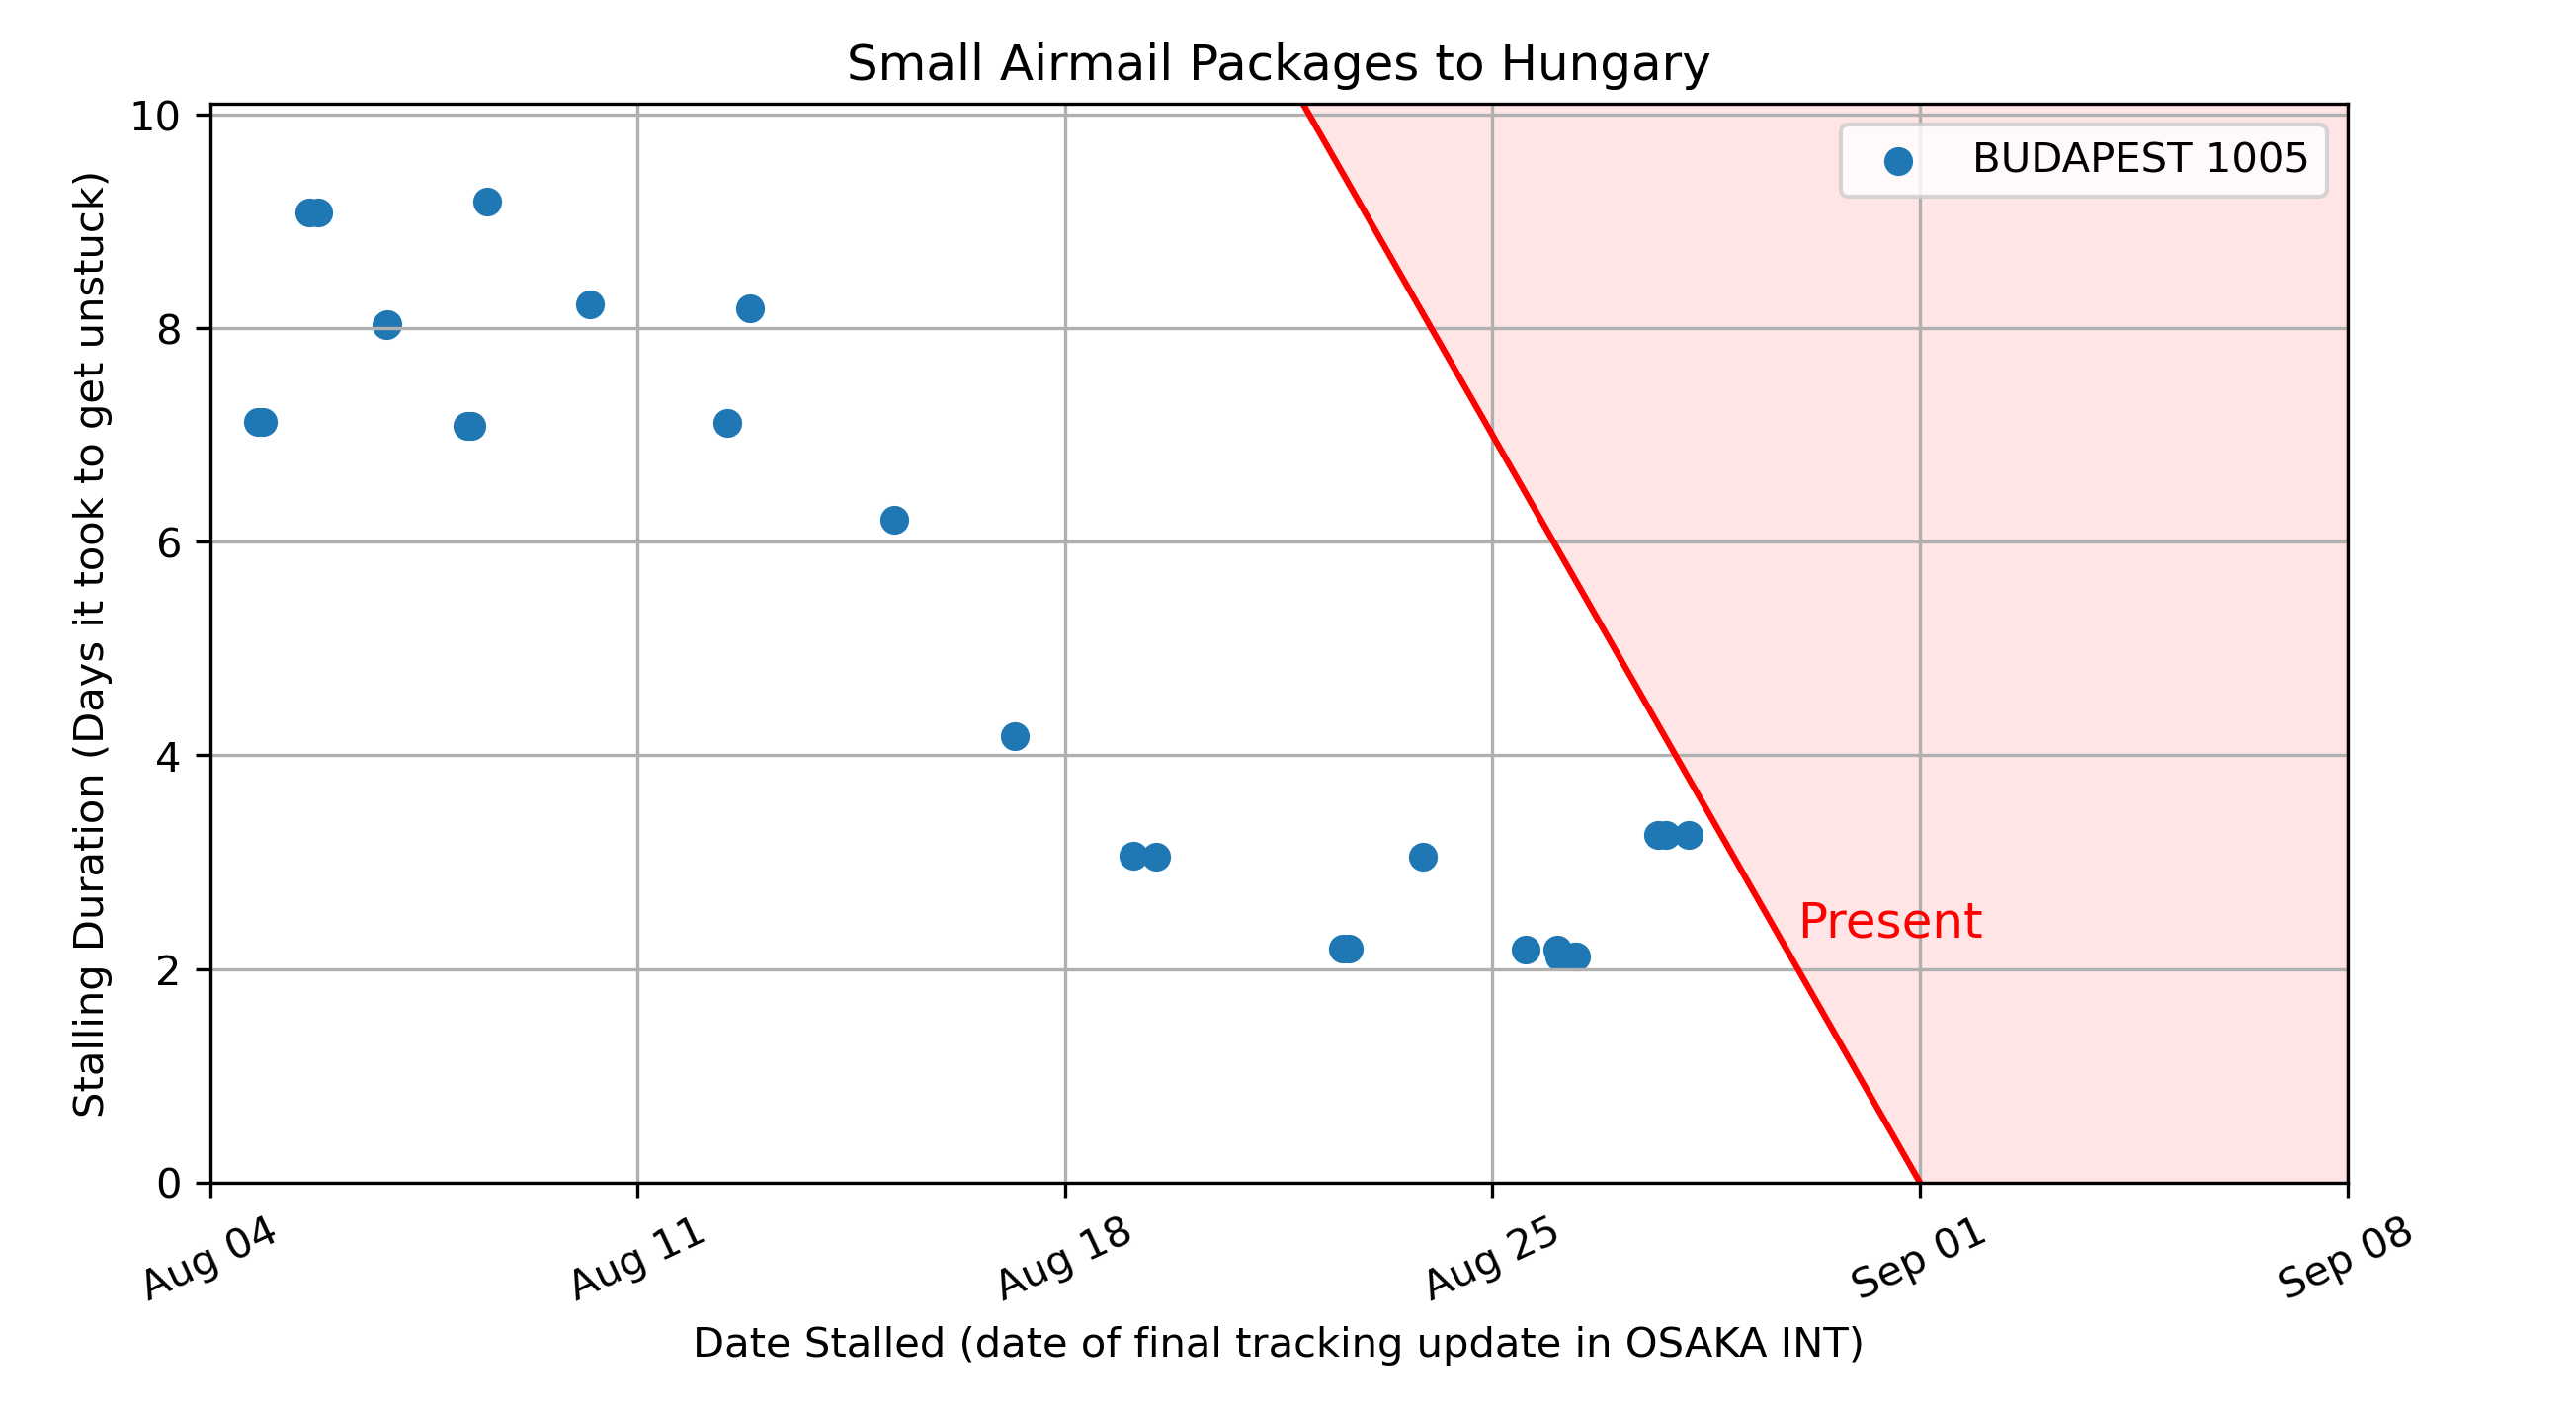 Small Airmail Packages to Hungary
BUDAPEST 1005
Stalling Duration (Days it took to get unstuck)
10
8
6
4
2
0
Present
Aug 04
Aug 11
Aug 18
Aug 25
Sep 01
Sep 08
Date Stalled (date of final tracking update in OSAKA INT)